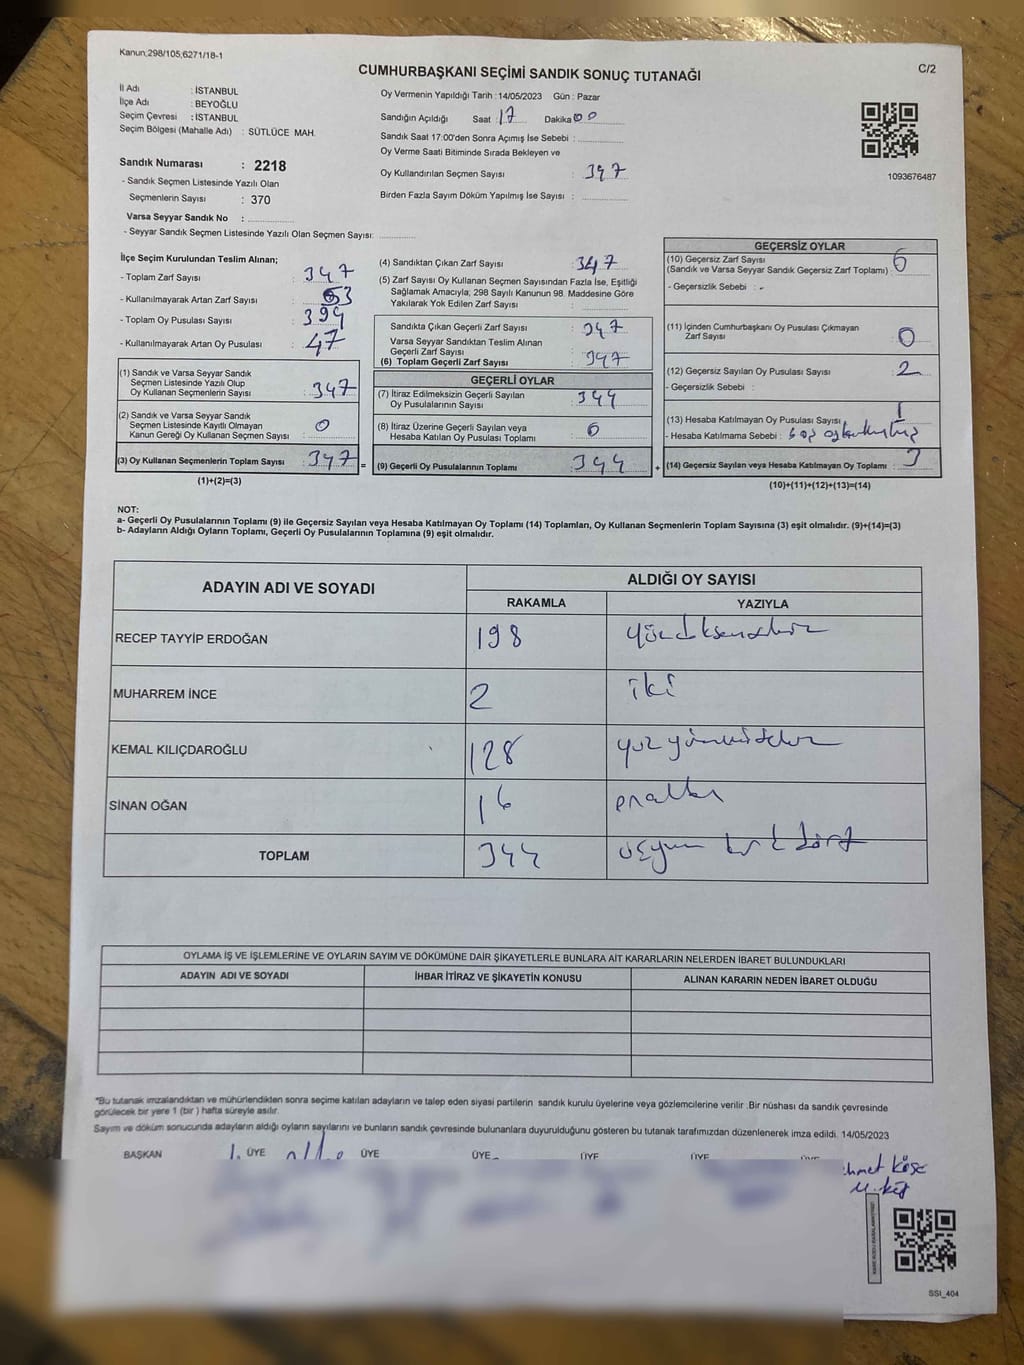 Kanun,298/105,6271/18-1
C/2
CUMHURBAŞKANI SEÇİMİ SANDIK SONUÇ TUTANAĞI
İl Adı : İSTANBUL
İlçe Adı : BEYOĞLU
Seçim Çevresi : İSTANBUL
Seçim Bölgesi (Mahalle Adı) : SÜTLÜCE MAH.
Sandık Numarası : 2218
- Sandık Seçmen Listesinde Yazılı Olan
Seçmenlerin Sayısı : 370
Varsa Seyyar Sandık No :
- Seyyar Sandık Seçmen Listesinde Yazılı Olan Seçmen Sayısı:
Oy Vermenin Yapıldığı Tarih : 14/05/2023 Gün : Pazar
Sandığın Açıldığı Saat 17 Dakika 00
Sandık Saat 17:00'den Sonra Açımış İse Sebebi :
Oy Verme Saati Bitiminde Sırada Bekleyen ve
Oy Kullandırılan Seçmen Sayısı : 347
Birden Fazla Sayım Döküm Yapılmış İse Sayısı :
1093676487
İlçe Seçim Kurulundan Teslim Alınan;
- Toplam Zarf Sayısı : 347
- Kullanılmayarak Artan Zarf Sayısı : 53
- Toplam Oy Pusulası Sayısı : 394
- Kullanılmayarak Artan Oy Pusulası : 47
(1) Sandık ve Varsa Seyyar Sandık
Seçmen Listesinde Yazılı Olup
Oy Kullanan Seçmenlerin Sayısı : 347
(2) Sandık ve Varsa Seyyar Sandık
Seçmen Listesinde Kayıtlı Olmayan
Kanun Gereği Oy Kullanan Seçmen Sayısı : 0
(3) Oy Kullanan Seçmenlerin Toplam Sayısı : 347 =
(1)+(2)=(3)
(4) Sandıktan Çıkan Zarf Sayısı : 347
(5) Zarf Sayısı Oy Kullanan Seçmen Sayısından Fazla İse, Eşitliği
Sağlamak Amacıyla, 298 Sayılı Kanunun 98. Maddesine Göre
Yakılarak Yok Edilen Zarf Sayısı :
Sandıkta Çıkan Geçerli Zarf Sayısı : 347
Varsa Seyyar Sandıktan Teslim Alınan
Geçerli Zarf Sayısı :
(6) Toplam Geçerli Zarf Sayısı : 347
GEÇERLİ OYLAR
(7) İtiraz Edilmeksizin Geçerli Sayılan
Oy Pusulalarının Sayısı : 344
(8) İtiraz Üzerine Geçerli Sayılan veya
Hesaba Katılan Oy Pusulası Toplamı : 0
(9) Geçerli Oy Pusulalarının Toplamı : 344 +
GEÇERSİZ OYLAR
(10) Geçersiz Zarf Sayısı
(Sandık ve Varsa Seyyar Sandık Geçersiz Zarf Toplamı) : 0
- Geçersizlik Sebebi : -
(11) İçinden Cumhurbaşkanı Oy Pusulası Çıkmayan
Zarf Sayısı : 0
(12) Geçersiz Sayılan Oy Pusulası Sayısı : 2
- Geçersizlik Sebebi :
(13) Hesaba Katılmayan Oy Pusulası Sayısı : 1
- Hesaba Katılmama Sebebi :
(14) Geçersiz Sayılan veya Hesaba Katılmayan Oy Toplamı : 3
(10)+(11)+(12)+(13)=(14)
NOT:
a- Geçerli Oy Pusulalarının Toplamı (9) ile Geçersiz Sayılan veya Hesaba Katılmayan Oy Toplamı (14) Toplamları, Oy Kullanan Seçmenlerin Toplam Sayısına (3) eşit olmalıdır. (9)+(14)=(3)
b- Adayların Aldığı Oyların Toplamı, Geçerli Oy Pusulalarının Toplamına (9) eşit olmalıdır.
ADAYIN ADI VE SOYADI
ALDIĞI OY SAYISI
RAKAMLA YAZIYLA
RECEP TAYYİP ERDOĞAN 198 yüzdoksansekiz
MUHARREM İNCE 2 iki
KEMAL KILIÇDAROĞLU 128 yüz yirmisekiz
SİNAN OĞAN 16 onaltı
TOPLAM 344 üçyüz kırk dört
OYLAMA İŞ VE İŞLEMLERİNE VE OYLARIN SAYIM VE DÖKÜMÜNE DAİR ŞİKAYETLERLE BUNLARA AİT KARARLARIN NELERDEN İBARET BULUNDUKLARI
ADAYIN ADI VE SOYADI İHBAR İTİRAZ VE ŞİKAYETİN KONUSU ALINAN KARARIN NEDEN İBARET OLDUĞU
*Bu tutanak imzalandıktan ve mühürlendikten sonra seçime katılan adayların ve talep eden siyasi partilerin sandık kurulu üyelerine veya gözlemcilerine verilir .Bir nüshası da sandık çevresinde
görülecek bir yere 1 (bir ) hafta süreyle asılır.
Sayım ve döküm sonucunda adayların aldığı oyların sayılarını ve bunların sandık çevresinde bulunanlara duyurulduğunu gösteren bu tutanak tarafımızdan düzenlenerek imza edildi. 14/05/2023
BAŞKAN ÜYE ÜYE ÜYE ÜYE ÜYE
SSI_404